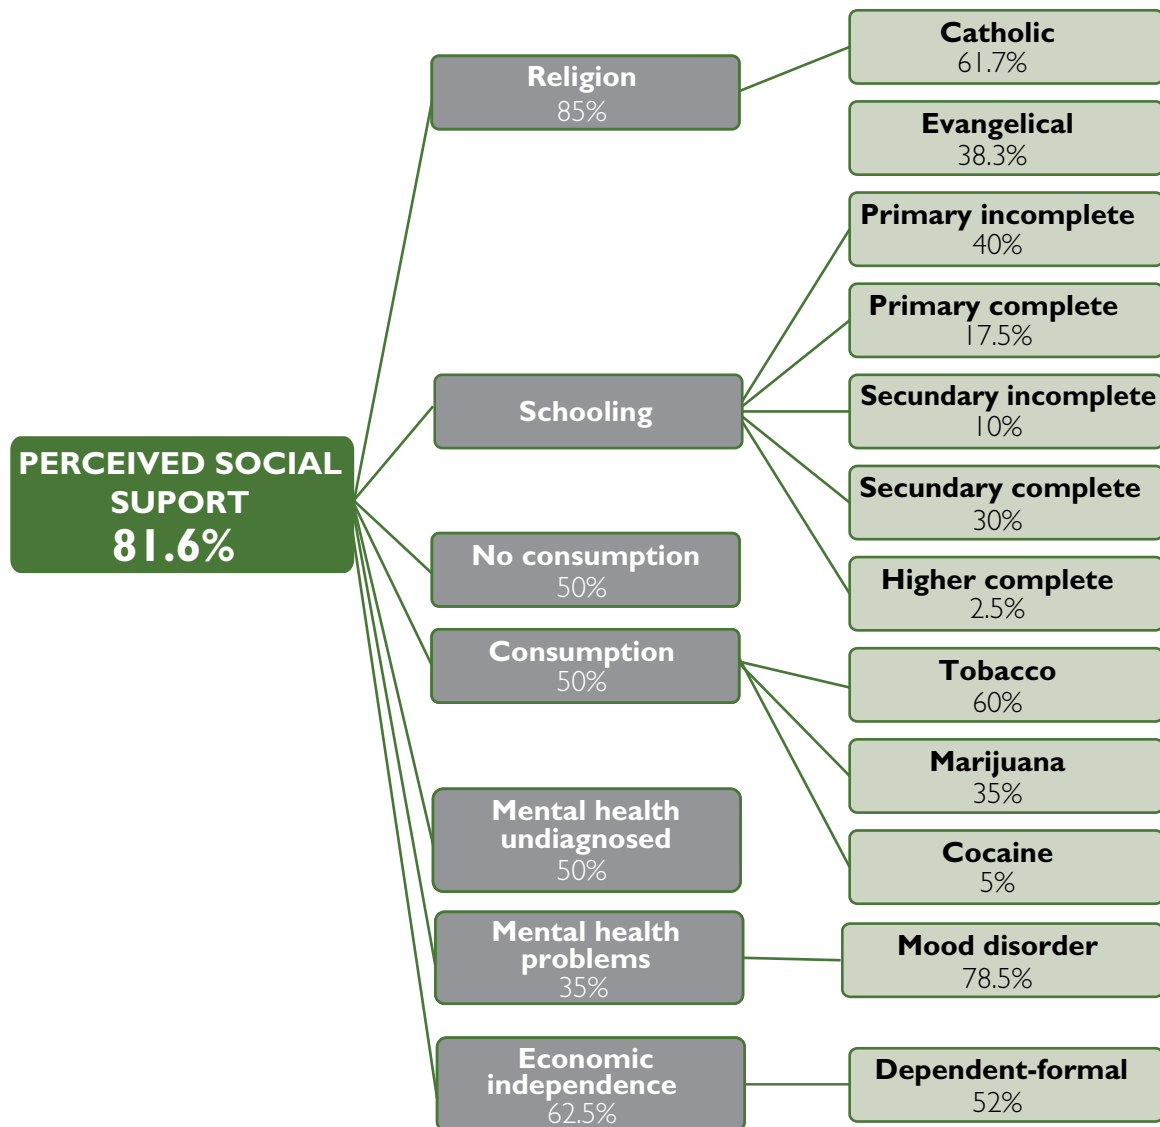 PERCEIVED SOCIAL
SUPORT
81.6%
Religion
85%
Catholic
61.7%
Evangelical
38.3%
Schooling
Primary incomplete
40%
Primary complete
17.5%
Secundary incomplete
10%
Secundary complete
30%
Higher complete
2.5%
No consumption
50%
Consumption
50%
Tobacco
60%
Marijuana
35%
Cocaine
5%
Mental health
undiagnosed
50%
Mental health
problems
35%
Mood disorder
78.5%
Economic
independence
62.5%
Dependent-formal
52%